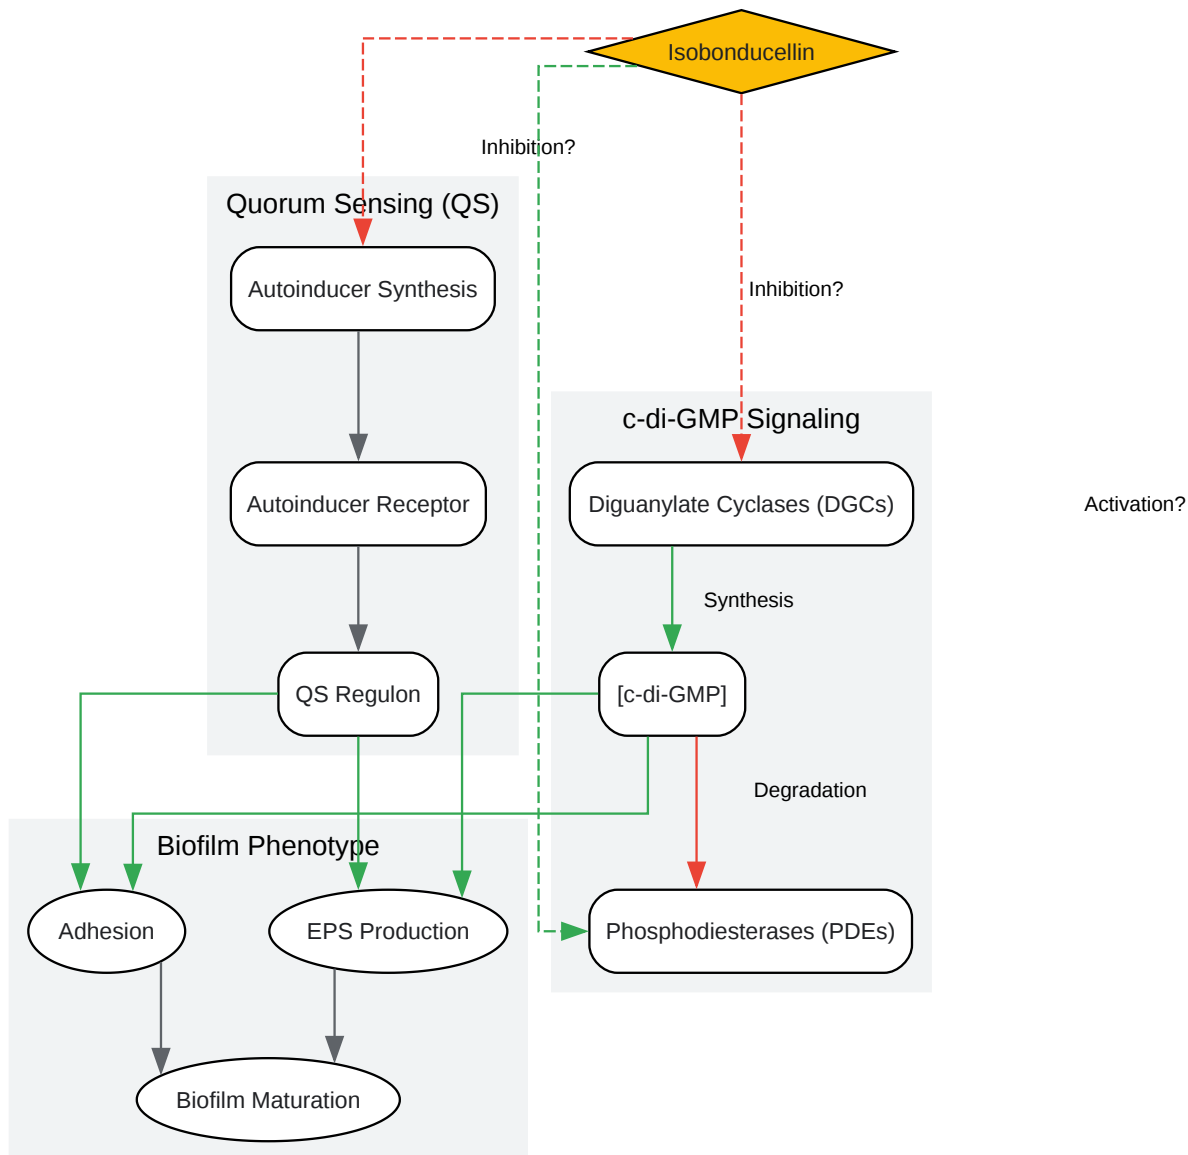 Isobonducellin
Inhibition?
Quorum Sensing (QS)
Autoinducer Synthesis
Inhibition?
c-di-GMP Signaling
Autoinducer Receptor
Diguanylate Cyclases (DGCs)
Activation?
Synthesis
QS Regulon
[c-di-GMP]
Degradation
Biofilm Phenotype
Adhesion
EPS Production
Phosphodiesterases (PDEs)
Biofilm Maturation